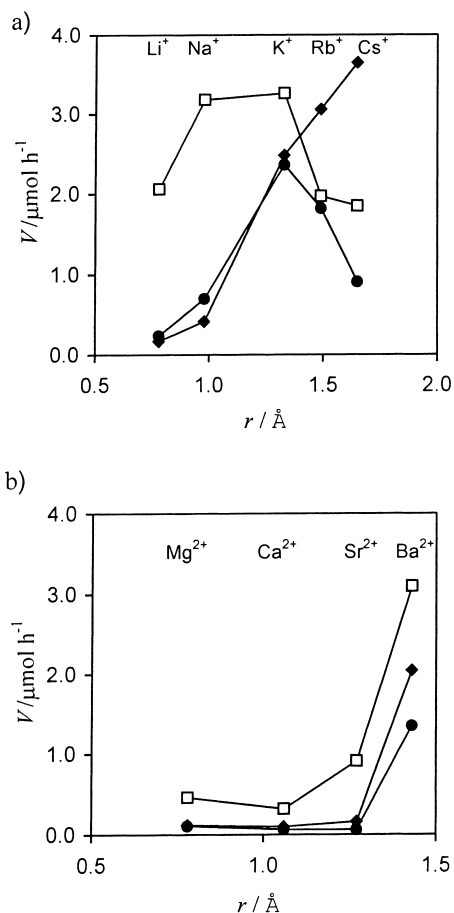 a)
4.0
Li⁺ Na⁺ K⁺ Rb⁺ Cs⁺
3.0
2.0
1.0
0.0
V/μmol h⁻¹
0.5 1.0 1.5 2.0
r / Å
b)
4.0
Mg²⁺ Ca²⁺ Sr²⁺ Ba²⁺
3.0
2.0
1.0
0.0
V/μmol h⁻¹
0.5 1.0 1.5
r / Å